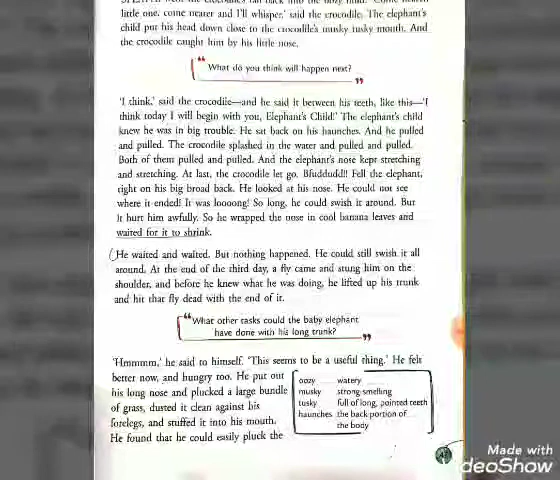 little one, come nearer and I'll whisper,' said the crocodile. The elephant's
child put his head down close to the crocodile's musky tusky mouth. And
the crocodile caught him by his little nose.
"What do you think will happen next?"
'I think,' said the crocodile—and he said it between his teeth, like this—'I
think today I will begin with you, Elephant's Child!' The elephant's child
knew he was in big trouble. He sat back on his haunches. And he pulled
and pulled. The crocodile splashed in the water and pulled and pulled.
Both of them pulled and pulled. And the elephant's nose kept stretching
and stretching. At last, the crocodile let go. Bfuddudd!! Fell the elephant,
right on his big broad back. He looked at his nose. He could not see
where it ended! It was loooong! So long, he could swish it around. But
it hurt him awfully. So he wrapped the nose in cool banana leaves and
waited for it to shrink.
He waited and waited. But nothing happened. He could still swish it all
around. At the end of the third day, a fly came and stung him on the
shoulder, and before he knew what he was doing, he lifted up his trunk
and hit that fly dead with the end of it.
"What other tasks could the baby elephant
have done with his long trunk?"
'Hmmmm,' he said to himself. 'This seems to be a useful thing.' He felt
better now, and hungry too. He put out
his long nose and plucked a large bundle
of grass, dusted it clean against his
forelegs, and stuffed it into his mouth.
He found that he could easily pluck the
oozy watery
musky strong-smelling
tusky full of long, pointed teeth
haunches the back portion of
the body
Made with
deoShow